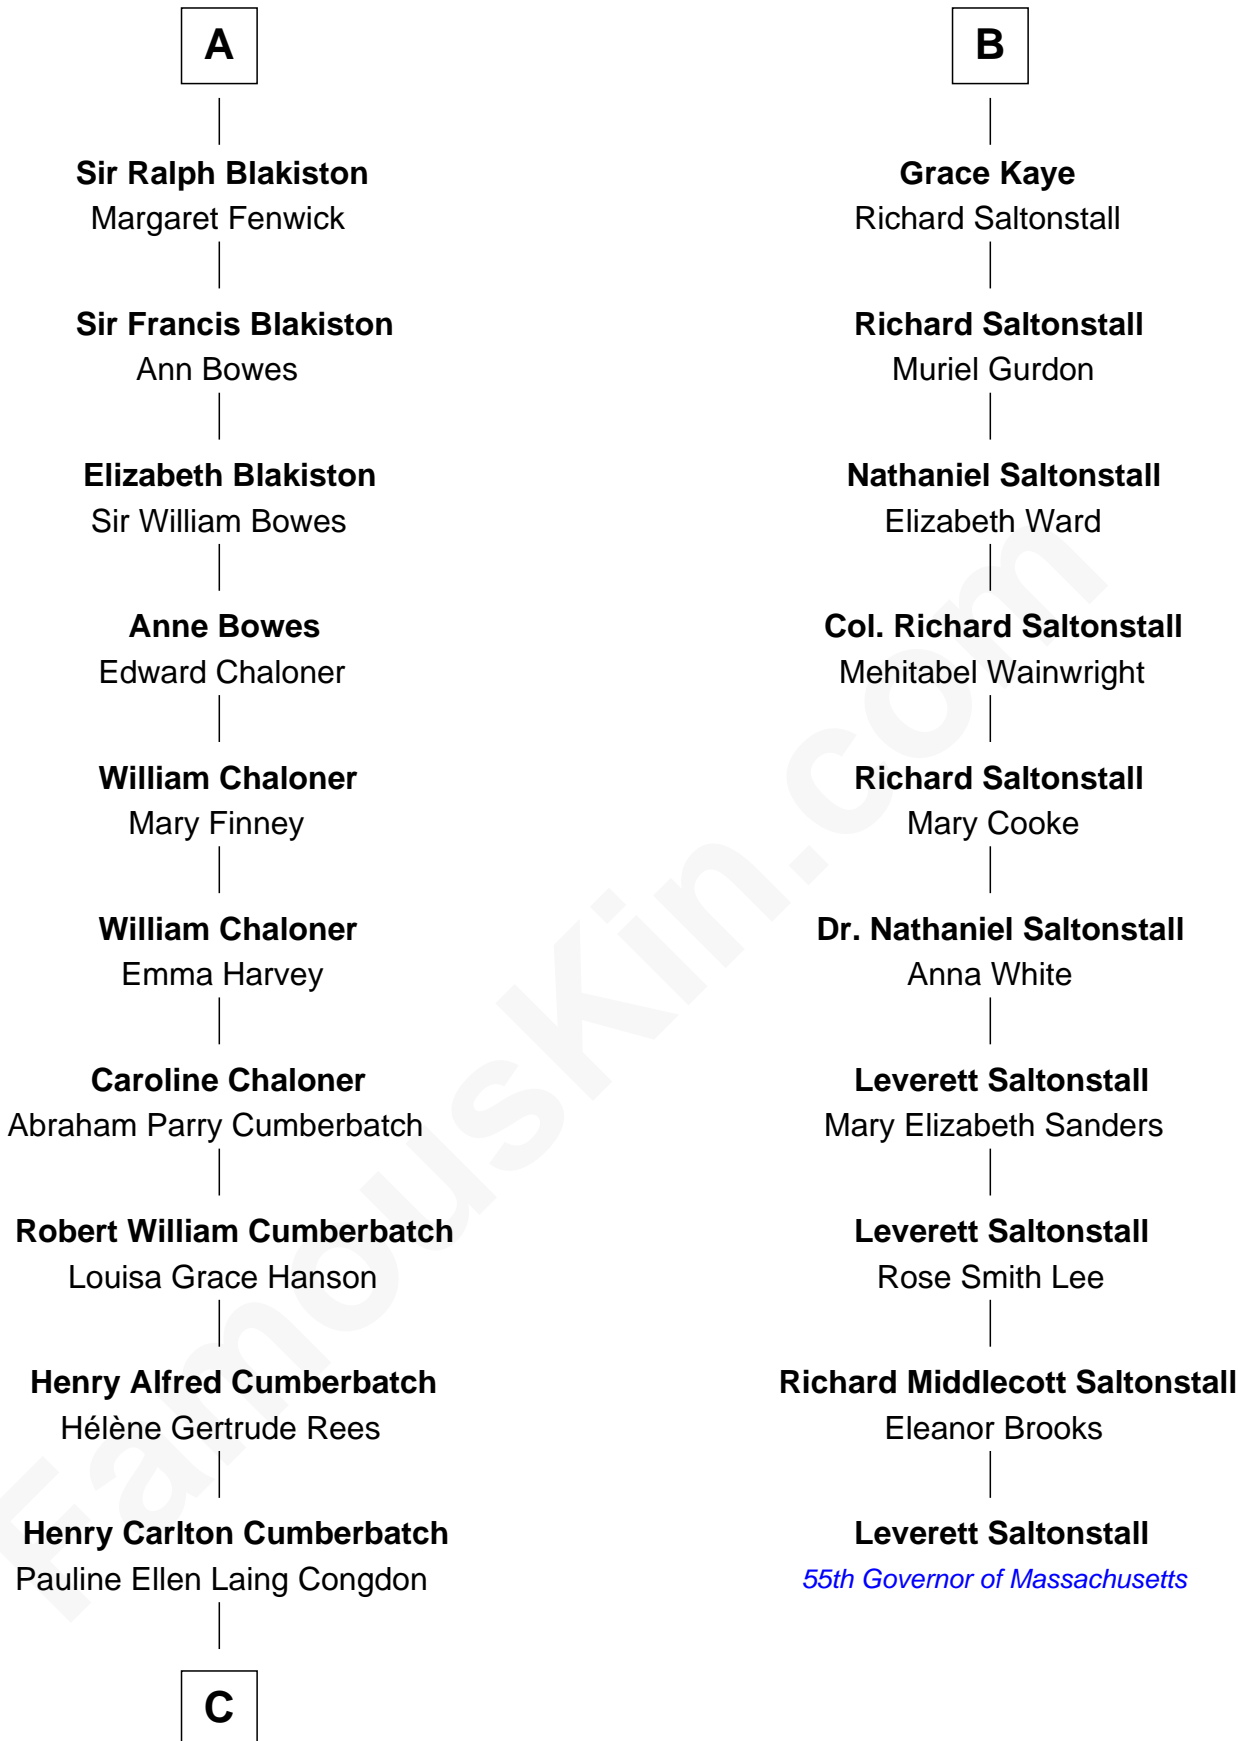 A
Sir Ralph Blakiston
Margaret Fenwick
Sir Francis Blakiston
Ann Bowes
Elizabeth Blakiston
Sir William Bowes
Anne Bowes
Edward Chaloner
William Chaloner
Mary Finney
William Chaloner
Emma Harvey
Caroline Chaloner
Abraham Parry Cumberbatch
Robert William Cumberbatch
Louisa Grace Hanson
Henry Alfred Cumberbatch
Hélène Gertrude Rees
Henry Carlton Cumberbatch
Pauline Ellen Laing Congdon
C
B
Grace Kaye
Richard Saltonstall
Richard Saltonstall
Muriel Gurdon
Nathaniel Saltonstall
Elizabeth Ward
Col. Richard Saltonstall
Mehitabel Wainwright
Richard Saltonstall
Mary Cooke
Dr. Nathaniel Saltonstall
Anna White
Leverett Saltonstall
Mary Elizabeth Sanders
Leverett Saltonstall
Rose Smith Lee
Richard Middlecott Saltonstall
Eleanor Brooks
Leverett Saltonstall
55th Governor of Massachusetts
FamousKin.com